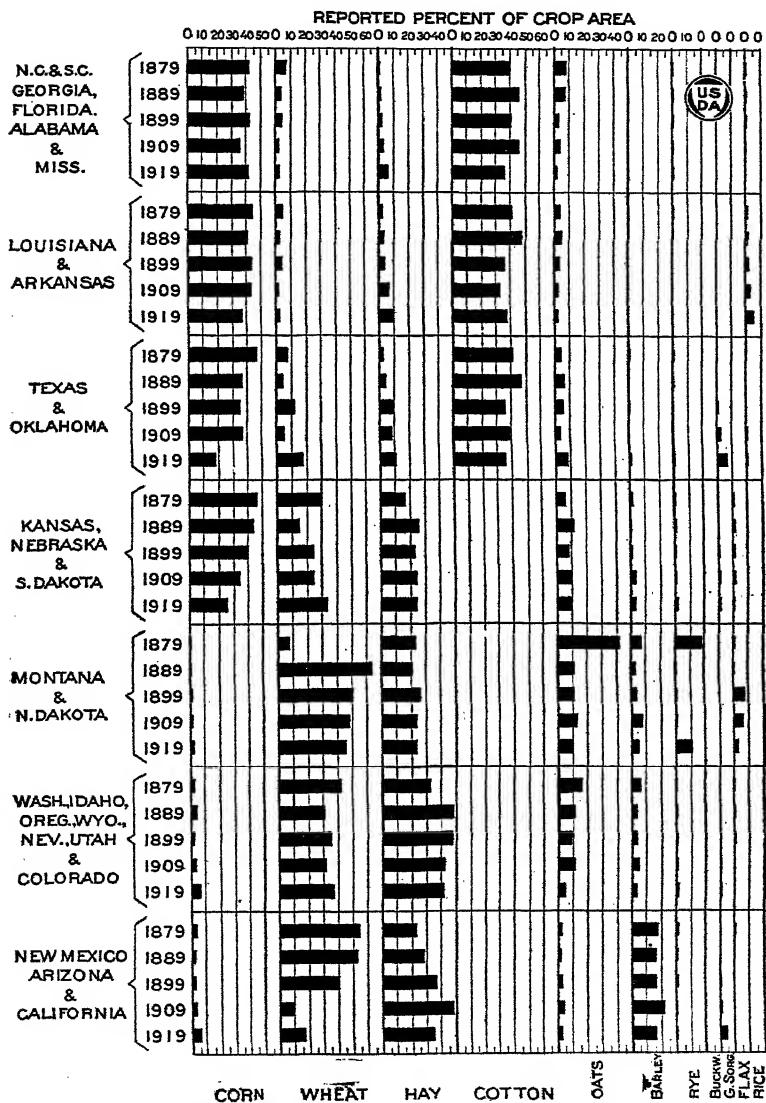 REPORTED PERCENT OF CROP AREA
0 10 20 30 40 50 0 10 20 30 40 50 60 0 10 20 30 40 0 10 20 30 40 50 60 0 10 20 30 40 0 10 20 0 10 0 0 0 0
US
DA
N.C.&S.C.
GEORGIA,
FLORIDA.
ALABAMA
&
MISS.
1879
1889
1899
1909
1919
LOUISIANA
&
ARKANSAS
1879
1889
1899
1909
1919
TEXAS
&
OKLAHOMA
1879
1889
1899
1909
1919
KANSAS,
NEBRASKA
&
S.DAKOTA
1879
1889
1899
1909
1919
MONTANA
&
N.DAKOTA
1879
1889
1899
1909
1919
WASH.,IDAHO,
OREG.,WYO.,
NEV.,UTAH
&
COLORADO
1879
1889
1899
1909
1919
NEW MEXICO
ARIZONA
&
CALIFORNIA
1879
1889
1899
1909
1919
CORN WHEAT HAY COTTON OATS BARLEY RYE BUCKW. G.SORG. FLAX RICE